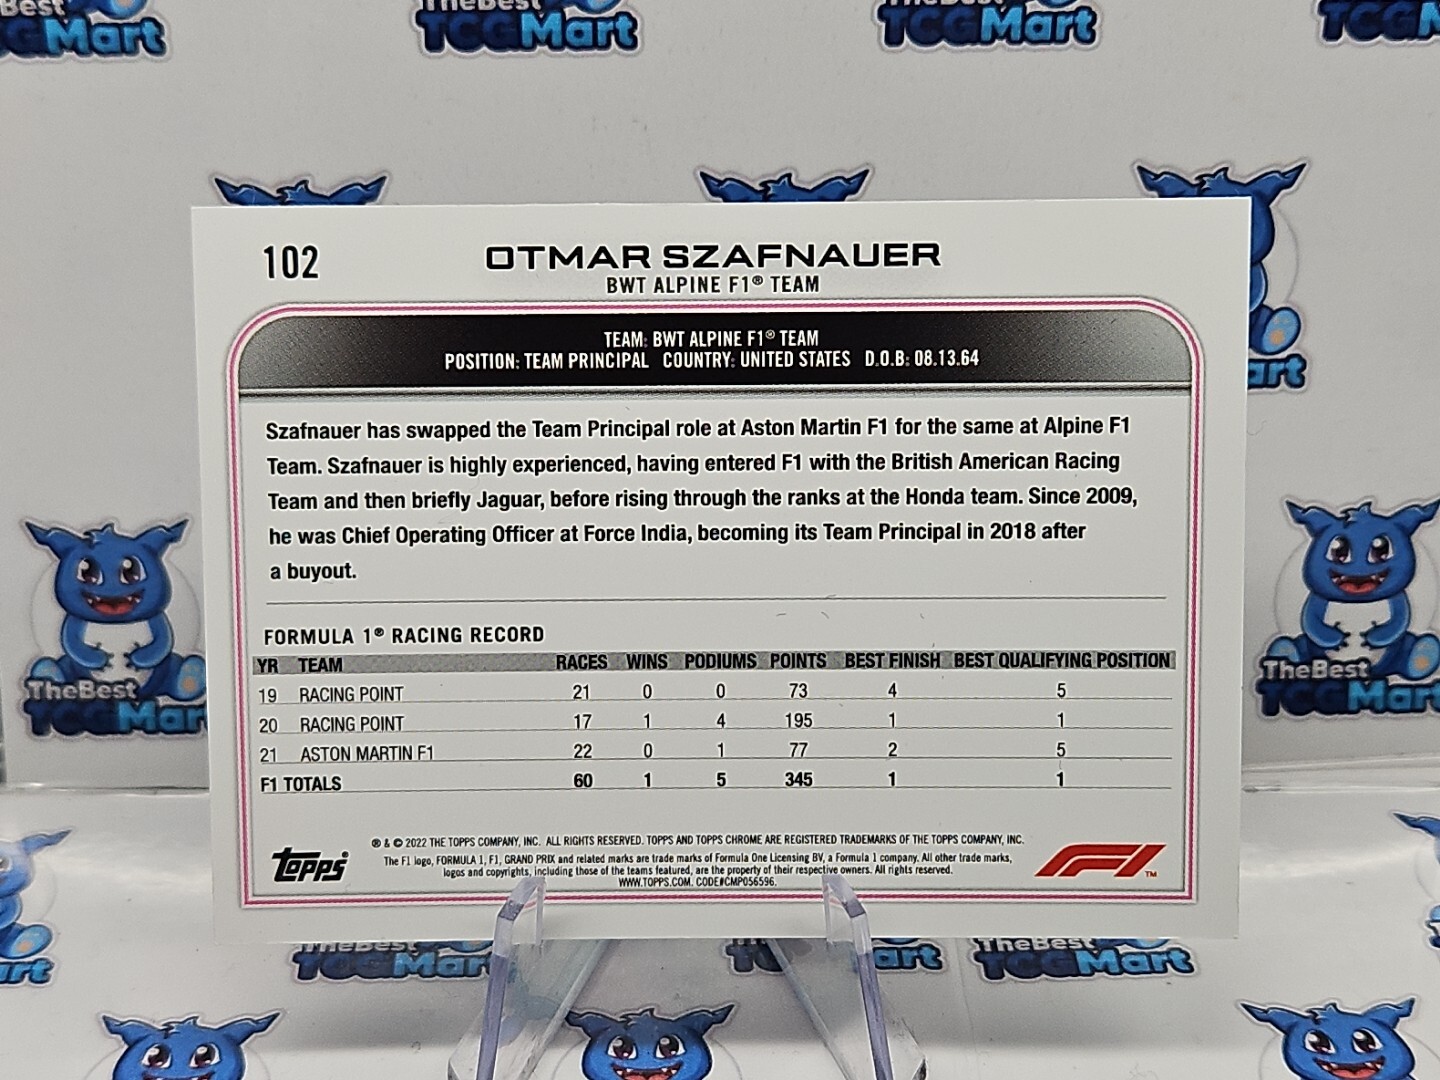 TheBest
TCGMart
TheBest
TCGMart
TheBest
TCGMart
TCGMart
102
OTMAR SZAFNAUER
BWT ALPINE F1® TEAM
TEAM: BWT ALPINE F1® TEAM
POSITION: TEAM PRINCIPAL COUNTRY: UNITED STATES D.O.B: 08.13.64
Szafnauer has swapped the Team Principal role at Aston Martin F1 for the same at Alpine F1
Team. Szafnauer is highly experienced, having entered F1 with the British American Racing
Team and then briefly Jaguar, before rising through the ranks at the Honda team. Since 2009,
he was Chief Operating Officer at Force India, becoming its Team Principal in 2018 after
a buyout.
FORMULA 1® RACING RECORD
YR TEAM RACES WINS PODIUMS POINTS BEST FINISH BEST QUALIFYING POSITION
19 RACING POINT 21 0 0 73 4 5
20 RACING POINT 17 1 4 195 1 1
21 ASTON MARTIN F1 22 0 1 77 2 5
F1 TOTALS 60 1 5 345 1 1
® & © 2022 THE TOPPS COMPANY, INC. ALL RIGHTS RESERVED. TOPPS AND TOPPS CHROME ARE REGISTERED TRADEMARKS OF THE TOPPS COMPANY, INC.
The F1 logo, FORMULA 1, F1, GRAND PRIX and related marks are trade marks of Formula One Licensing BV, a Formula 1 company. All other trade marks,
logos and copyrights, including those of the teams featured, are the property of their respective owners. All rights reserved.
WWW.TOPPS.COM. CODE#CMP056596.
Topps
F1
TM
TheBest
TCGMart
TheBest
TCGMart
art
TheBest
TCGMart
art
TheBest
TCGMart
art